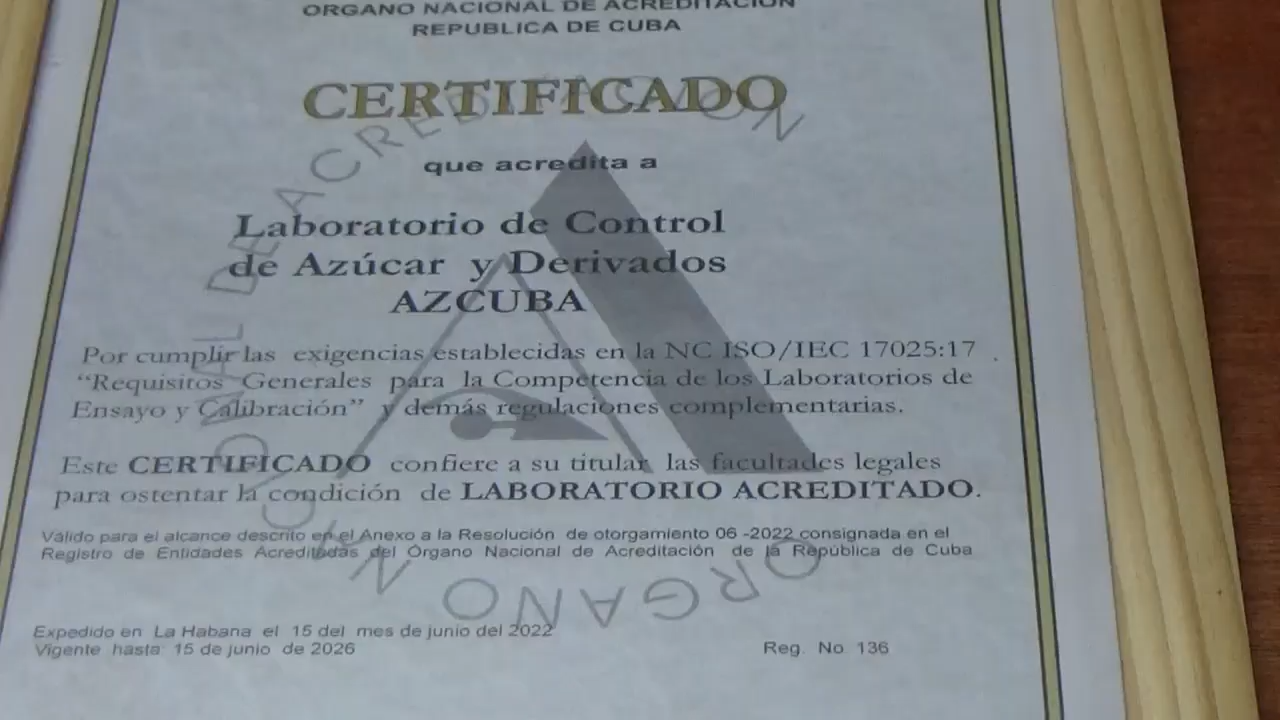 ORGANO NACIONAL DE ACREDITACION
REPUBLICA DE CUBA
CERTIFICADO
que acredita a
Laboratorio de Control
de Azúcar y Derivados
AZCUBA
Por cumplir las exigencias establecidas en la NC ISO/IEC 17025:17 .
“Requisitos Generales para la Competencia de los Laboratorios de
Ensayo y Calibración” y demás regulaciones complementarias.
Este CERTIFICADO confiere a su titular las facultades legales
para ostentar la condición de LABORATORIO ACREDITADO.
Válido para el alcance descrito en el Anexo a la Resolución de otorgamiento 06 -2022 consignada en el
Registro de Entidades Acreditadas del Órgano Nacional de Acreditación de la República de Cuba
Expedido en La Habana el 15 del mes de junio del 2022
Vigente hasta: 15 de junio de 2026
Reg. No 136
ORGANO NACIONAL DE ACREDITACION